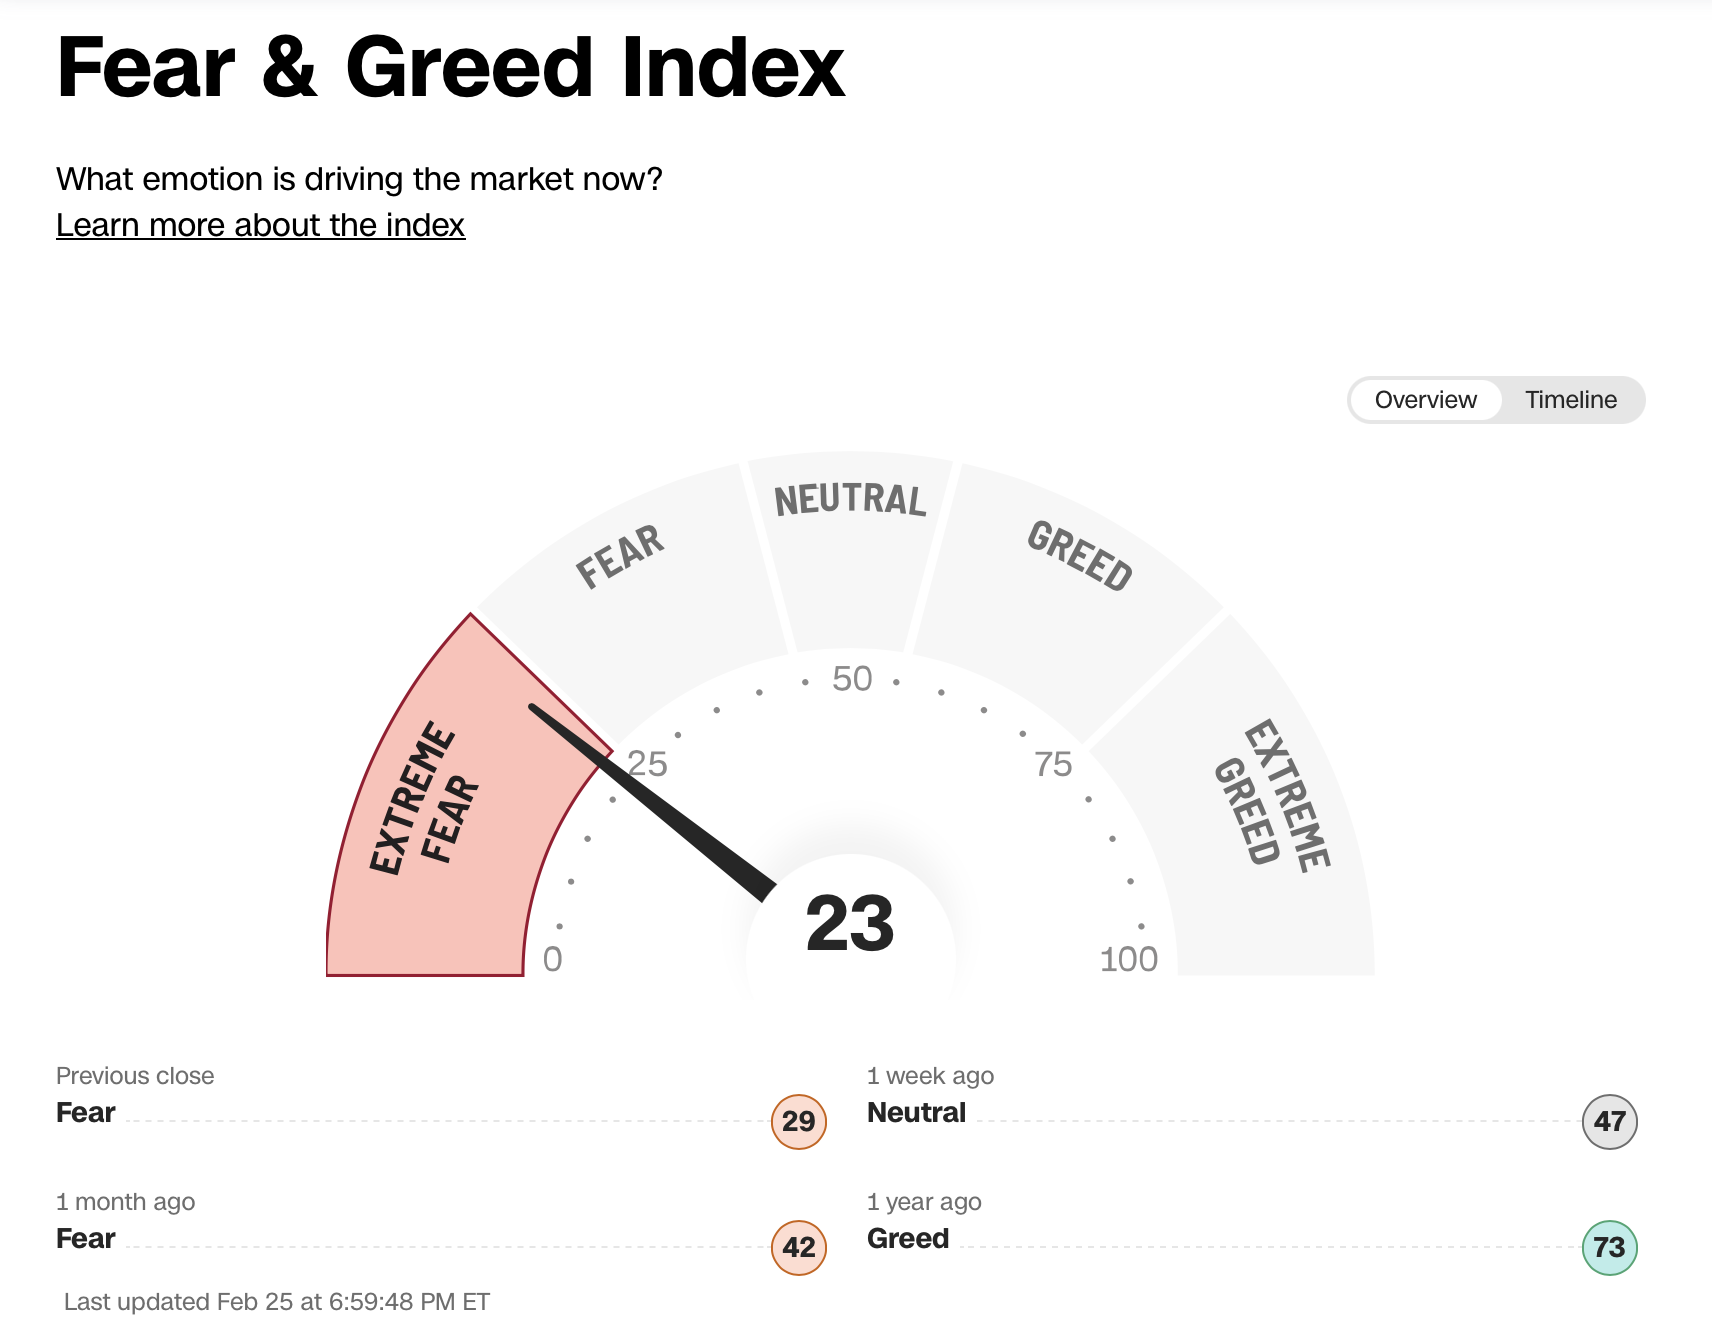 Fear & Greed Index
What emotion is driving the market now?
Learn more about the index
Overview
Timeline
EXTREME
FEAR
FEAR
NEUTRAL
GREED
EXTREME
GREED
0
25
50
75
100
23
Previous close
Fear
29
1 week ago
Neutral
47
1 month ago
Fear
42
1 year ago
Greed
73
Last updated Feb 25 at 6:59:48 PM ET